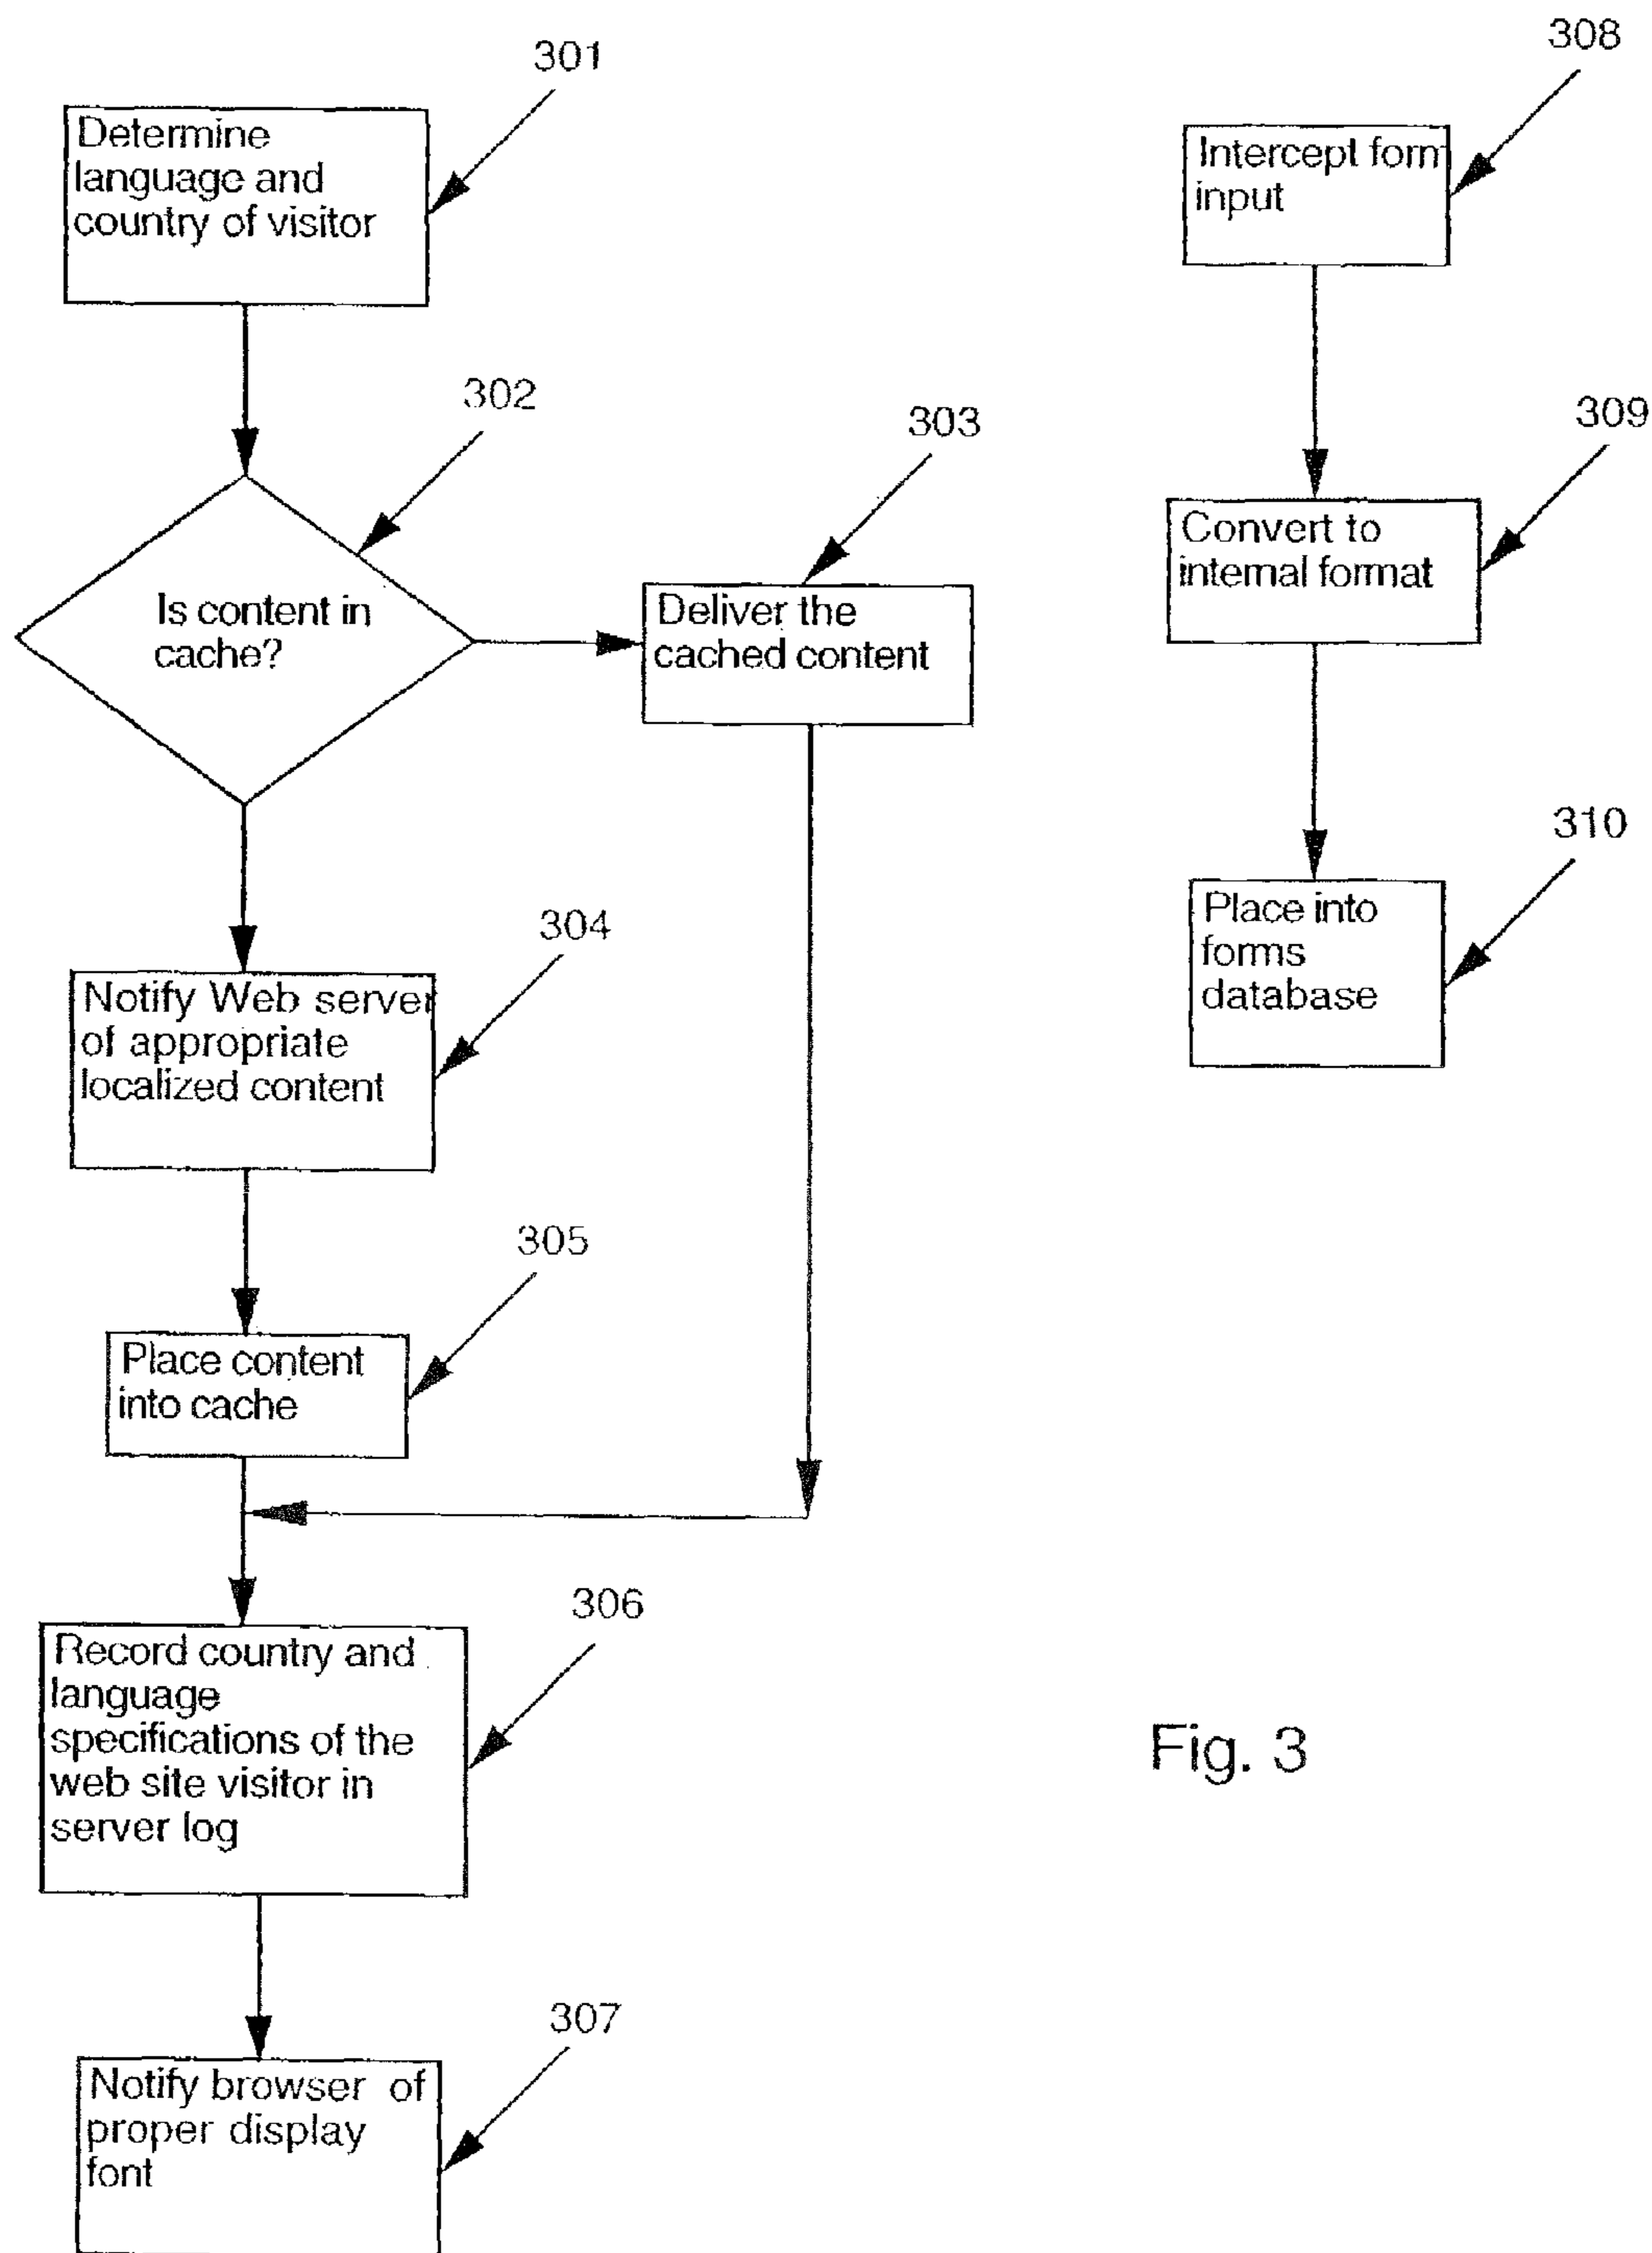 301
Determine
language and
country of visitor
302
Is content in
cache?
303
Deliver the
cached content
304
Notify Web server
of appropriate
localized content
305
Place content
into cache
306
Record country and
language
specifications of the
web site visitor in
server log
307
Notify browser of
proper display
font
308
Intercept form
input
309
Convert to
internal format
310
Place into
forms
database
Fig. 3